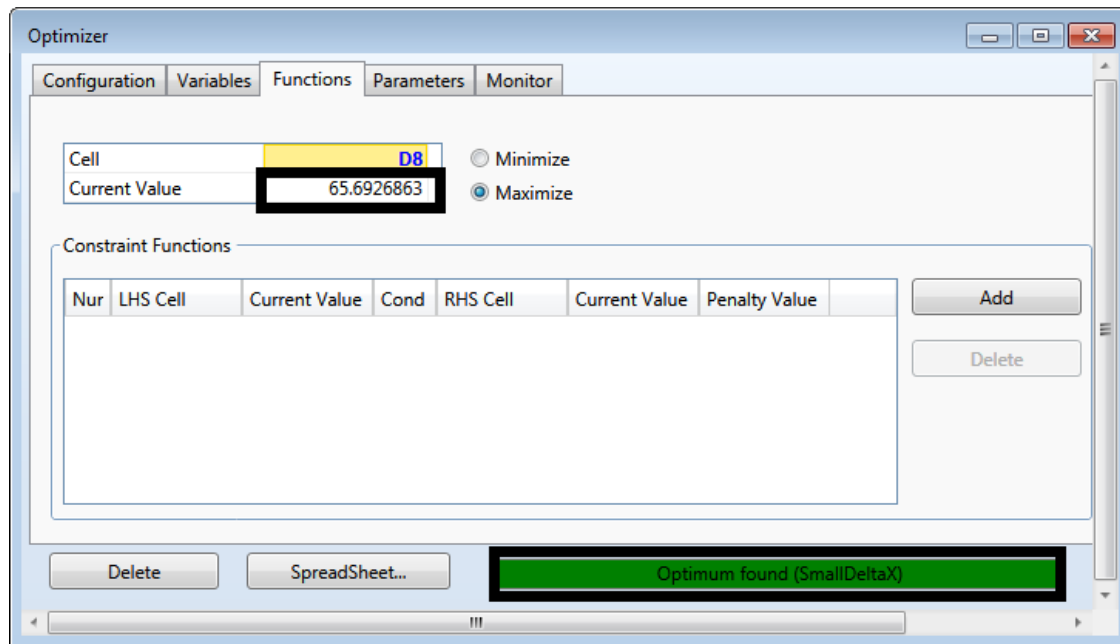 Optimizer
Configuration Variables Functions Parameters Monitor
Cell D8
Current Value 65.6926863
Minimize
Maximize
Constraint Functions
Nur LHS Cell Current Value Cond RHS Cell Current Value Penalty Value
Add
Delete
Delete SpreadSheet... Optimum found (SmallDeltaX)